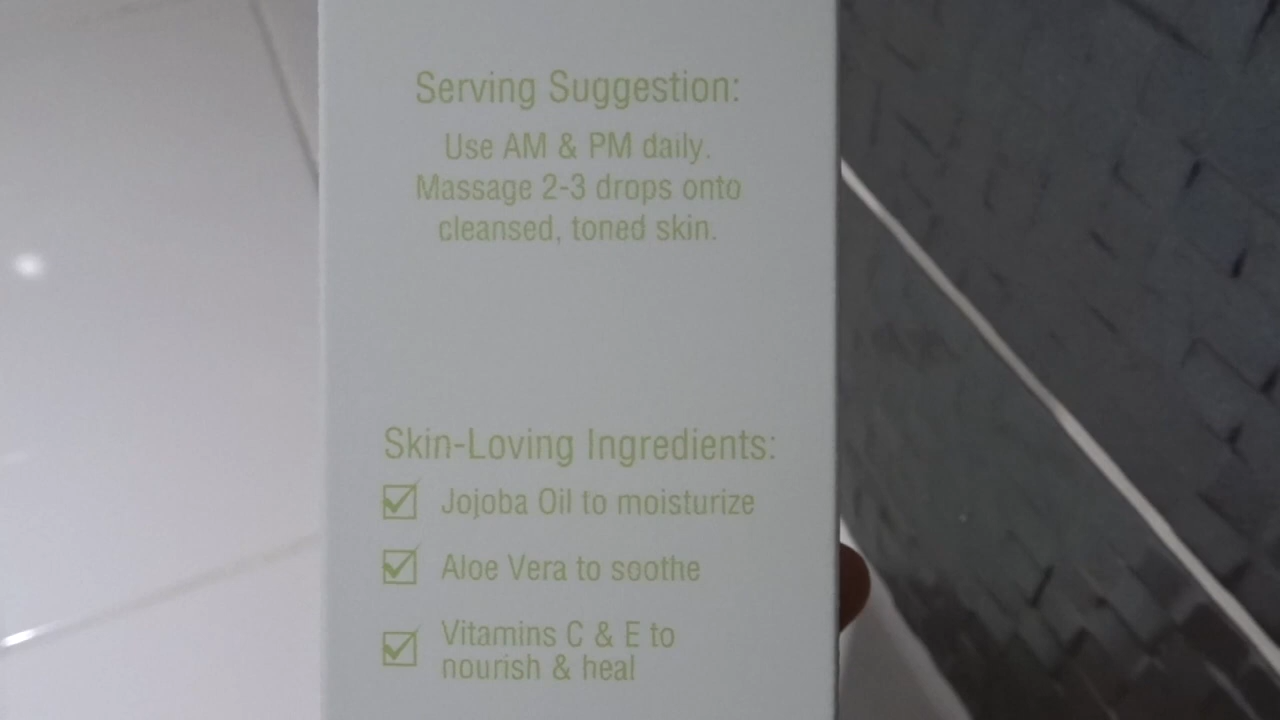 Serving Suggestion:
Use AM & PM daily.
Massage 2-3 drops onto
cleansed, toned skin.
Skin-Loving Ingredients:
Jojoba Oil to moisturize
Aloe Vera to soothe
Vitamins C & E to
nourish & heal